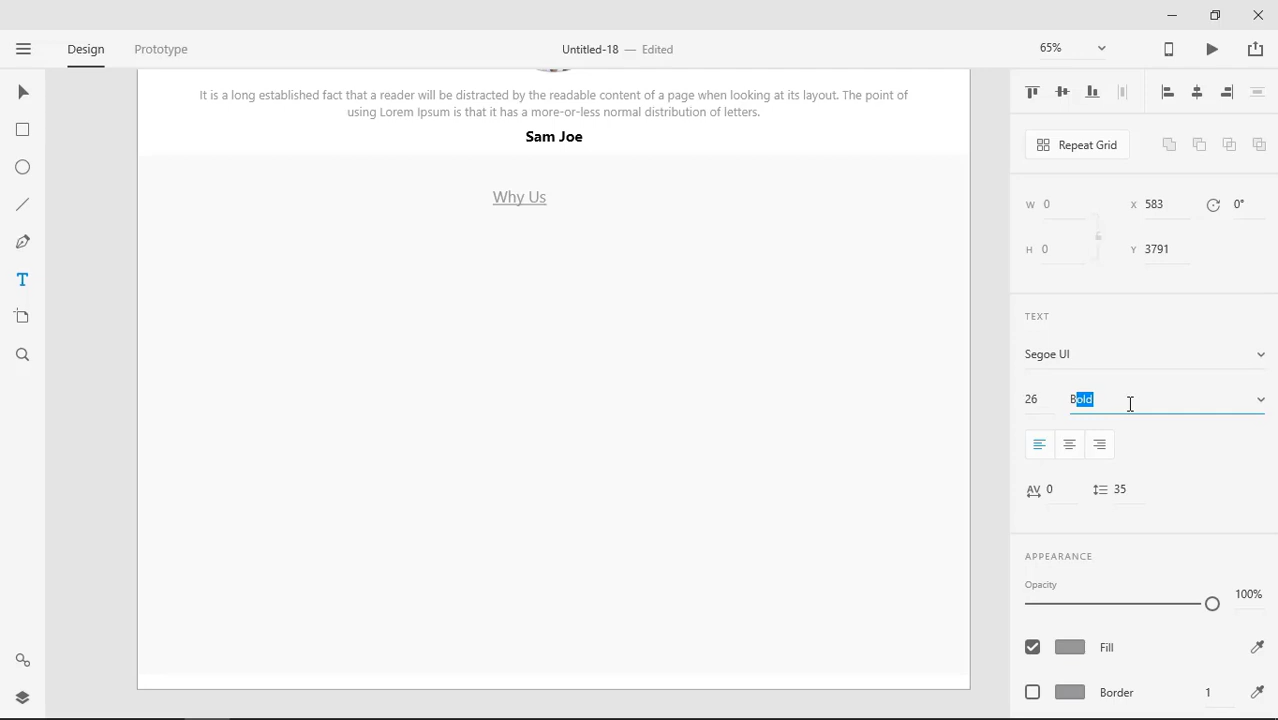 Design
Prototype
Untitled-18 — Edited
65%
It is a long established fact that a reader will be distracted by the readable content of a page when looking at its layout. The point of
using Lorem Ipsum is that it has a more-or-less normal distribution of letters.
Sam Joe
Why Us
Repeat Grid
W 0
X 583
0°
H 0
Y 3791
TEXT
Segoe UI
26
Bold
AV 0
35
APPEARANCE
Opacity
100%
Fill
Border
1
T